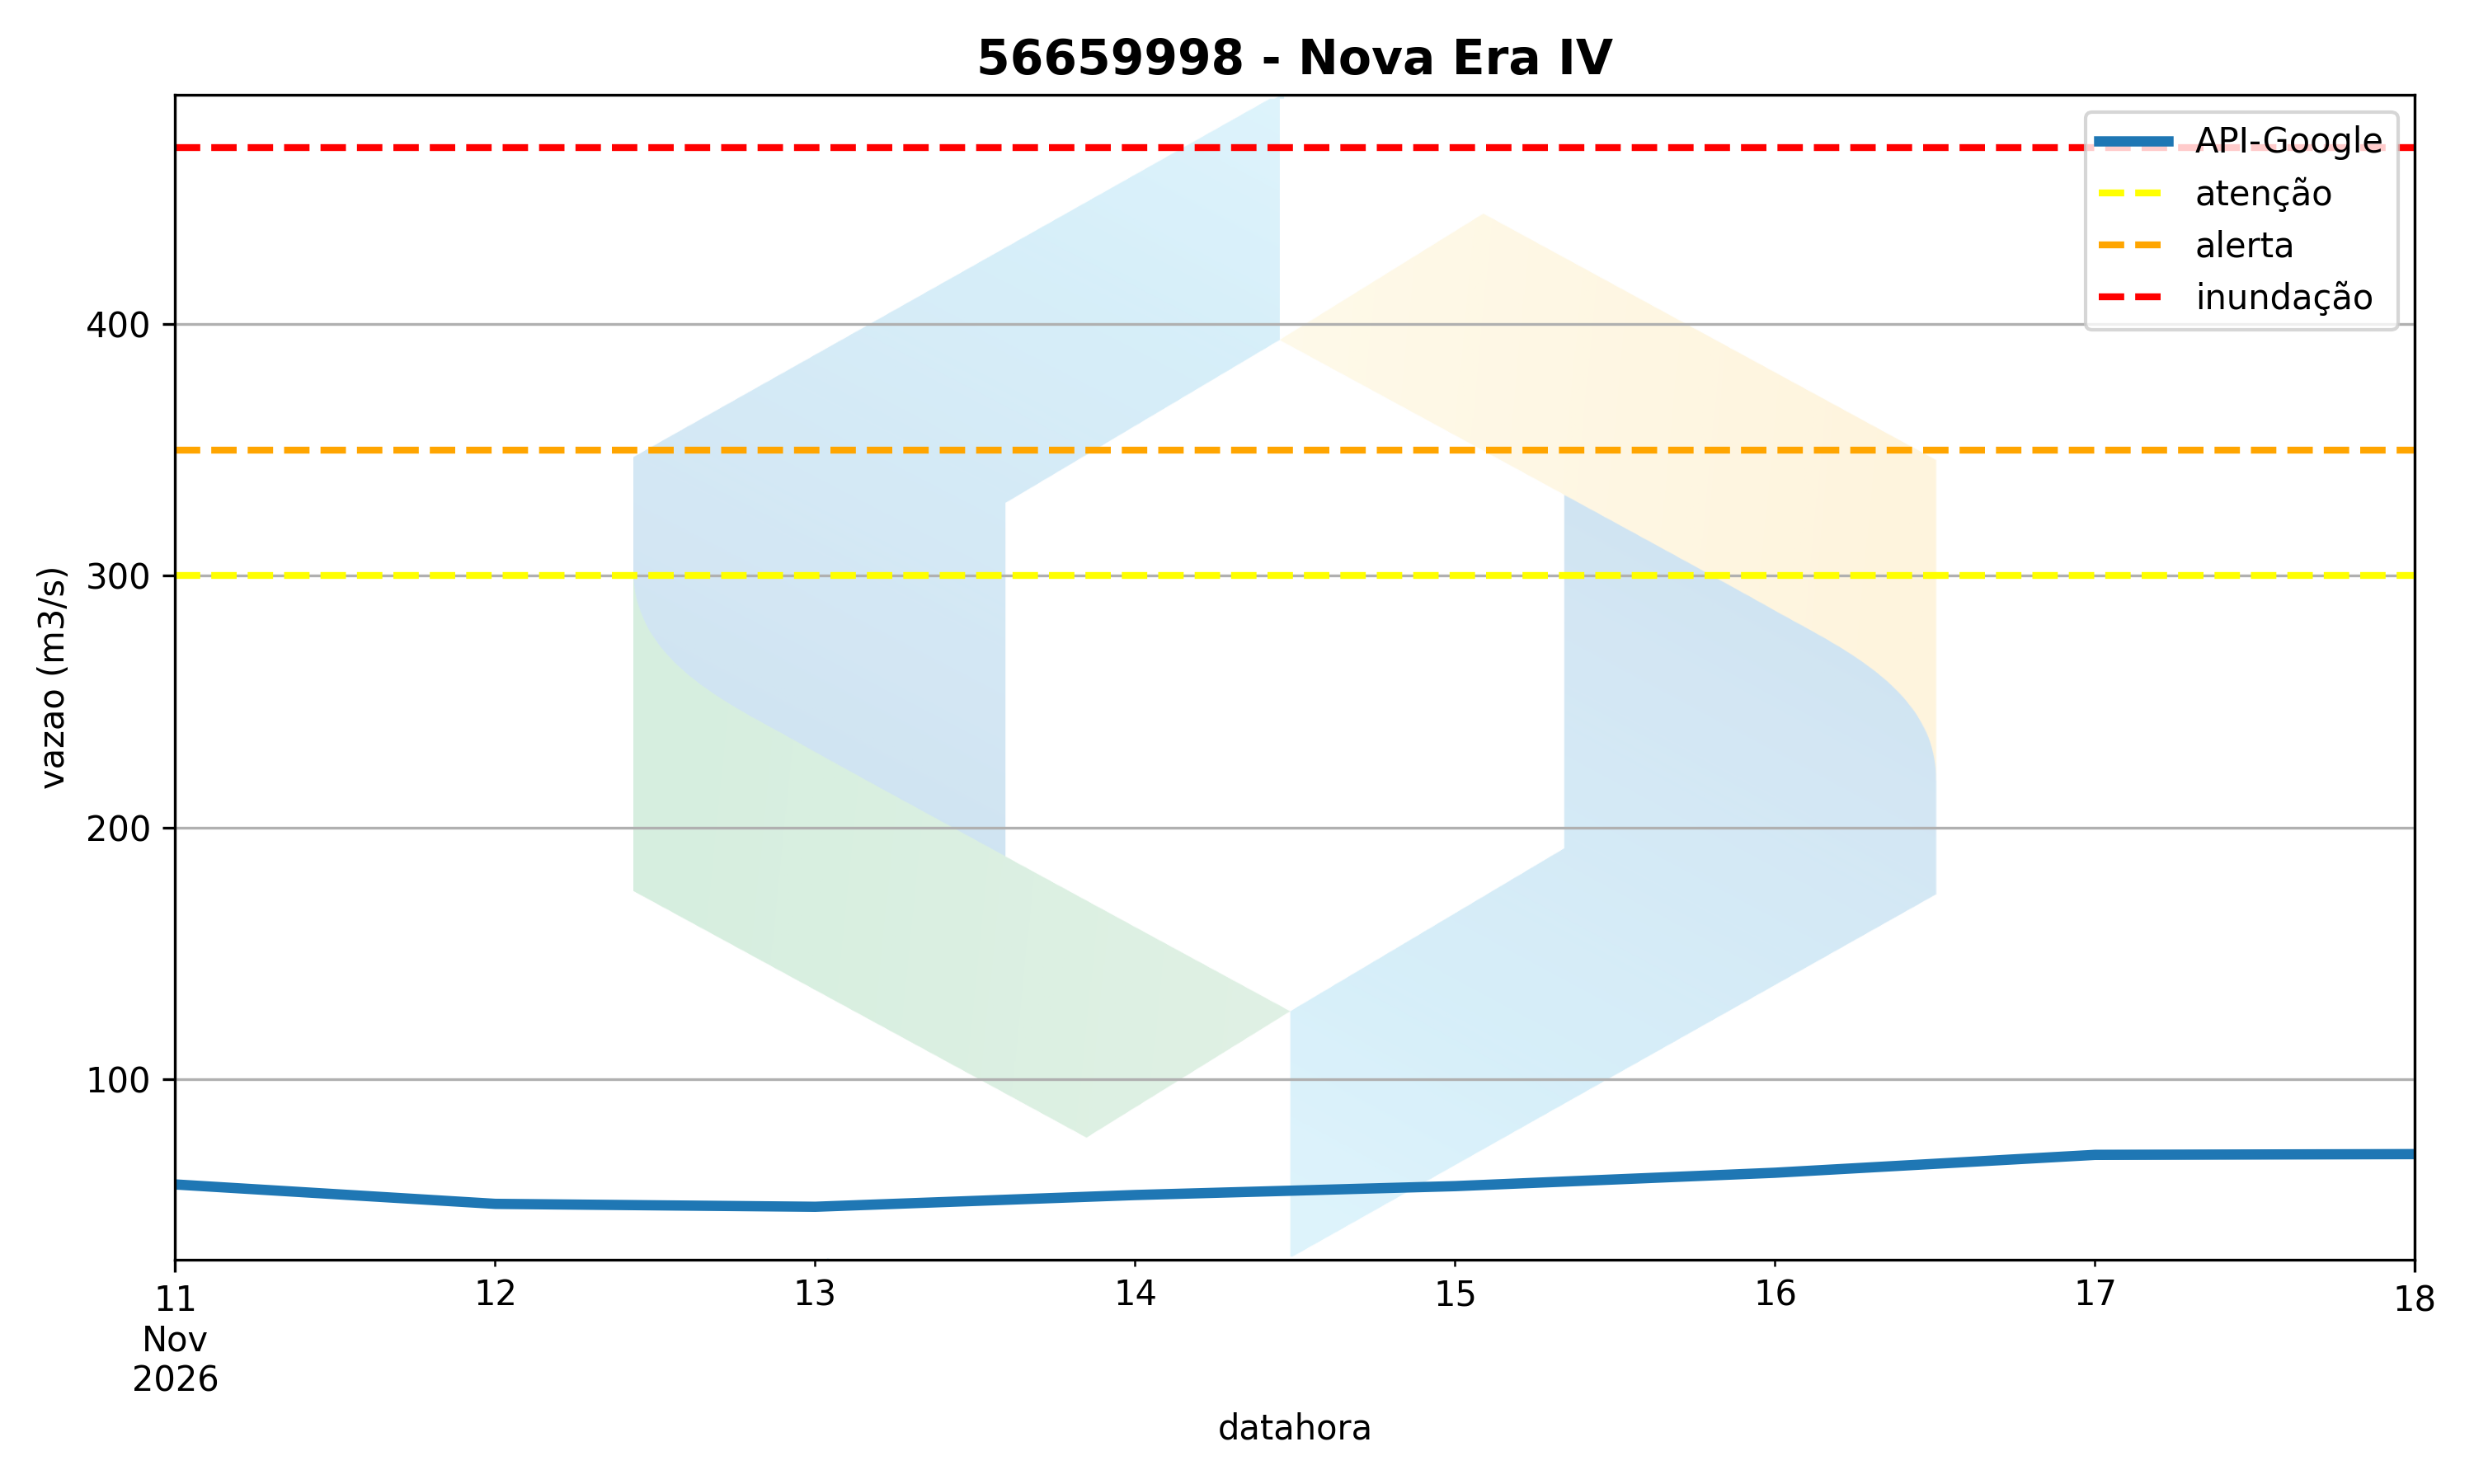 56659998 - Nova Era IV
API-Google
atenção
alerta
inundação
vazao (m3/s)
400
300
200
100
11
Nov
2026
12
13
14
15
16
17
18
datahora